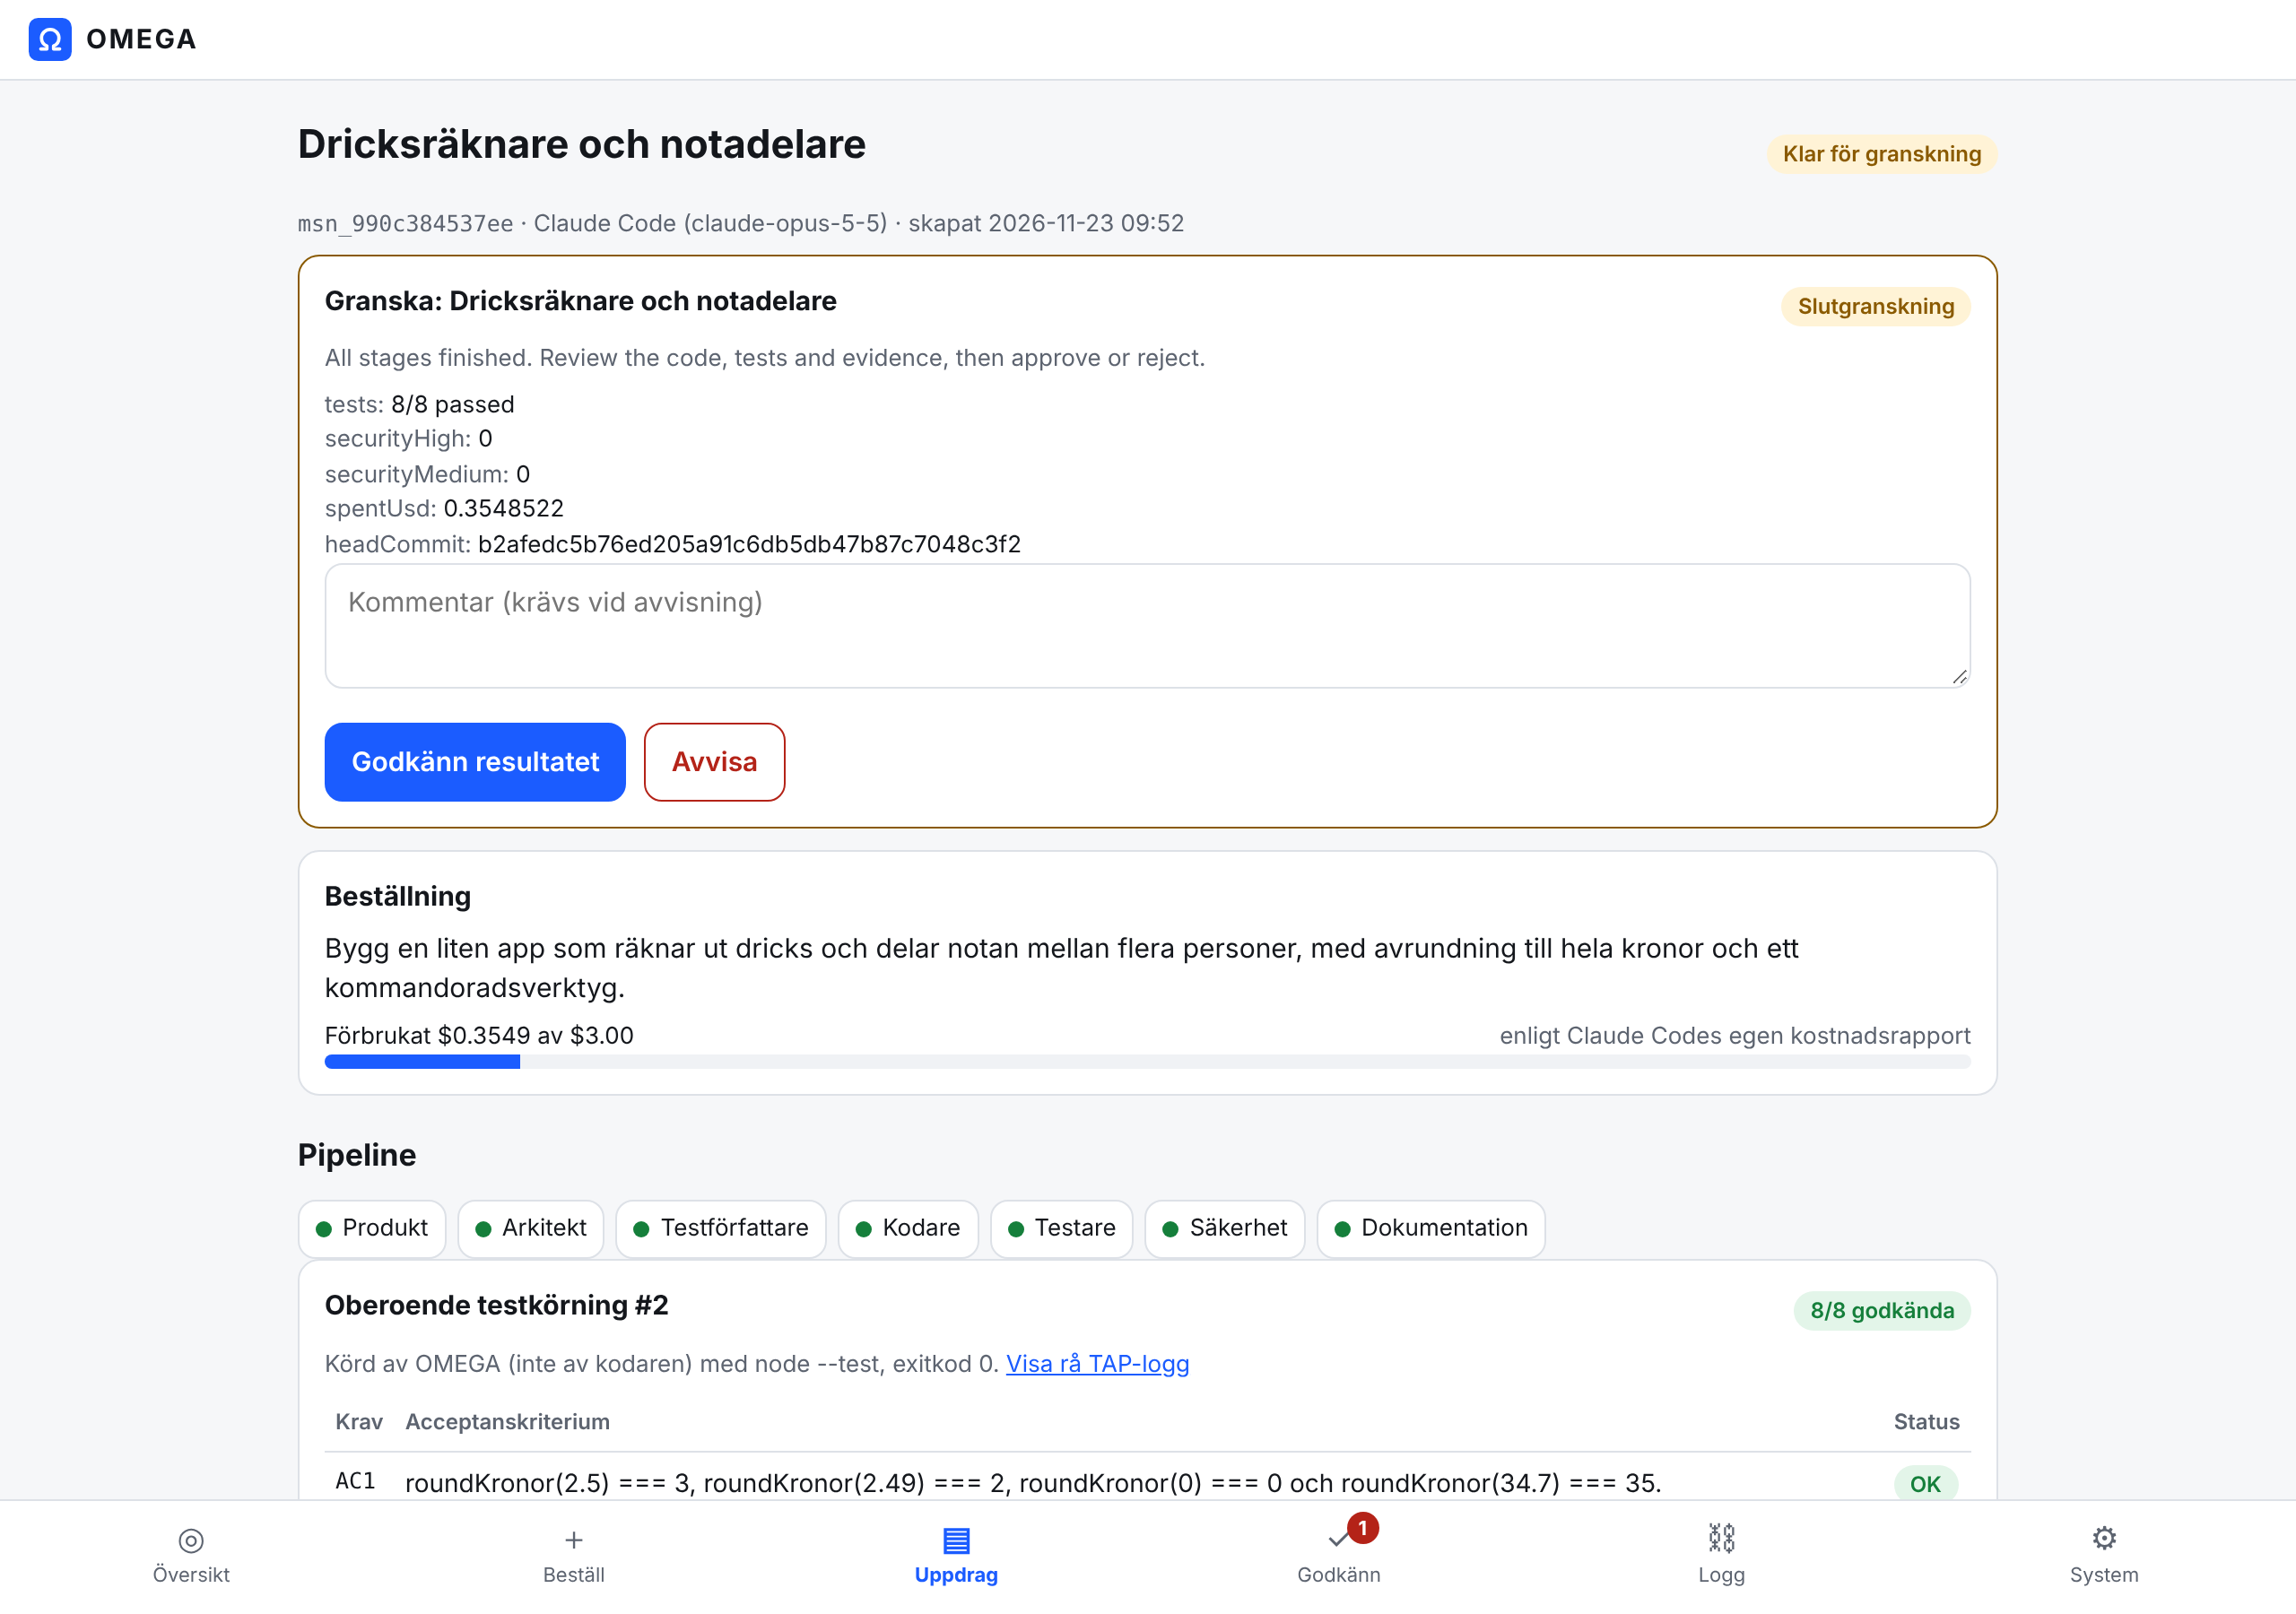 Ω OMEGA
Dricksräknare och notadelare
Klar för granskning
msn_990c384537ee · Claude Code (claude-opus-5-5) · skapat 2026-11-23 09:52
Granska: Dricksräknare och notadelare
Slutgranskning
All stages finished. Review the code, tests and evidence, then approve or reject.
tests: 8/8 passed
securityHigh: 0
securityMedium: 0
spentUsd: 0.3548522
headCommit: b2afedc5b76ed205a91c6db5db47b87c7048c3f2
Kommentar (krävs vid avvisning)
Godkänn resultatet
Avvisa
Beställning
Bygg en liten app som räknar ut dricks och delar notan mellan flera personer, med avrundning till hela kronor och ett
kommandoradsverktyg.
Förbrukat $0.3549 av $3.00
enligt Claude Codes egen kostnadsrapport
Pipeline
Produkt
Arkitekt
Testförfattare
Kodare
Testare
Säkerhet
Dokumentation
Oberoende testkörning #2
8/8 godkända
Körd av OMEGA (inte av kodaren) med node --test, exitkod 0. Visa rå TAP-logg
Krav Acceptanskriterium Status
AC1 roundKronor(2.5) === 3, roundKronor(2.49) === 2, roundKronor(0) === 0 och roundKronor(34.7) === 35. OK
1
Översikt
Beställ
Uppdrag
Godkänn
Logg
System